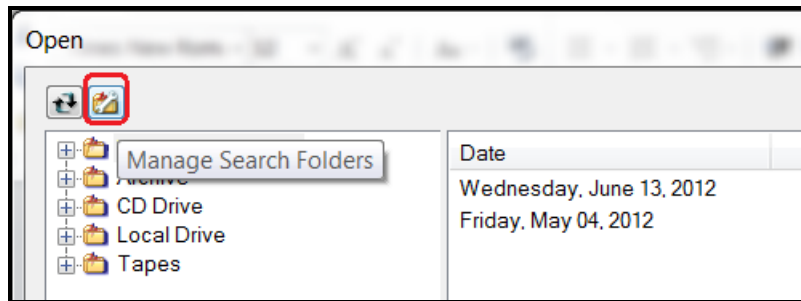 Open
Manage Search Folders
CD Drive
Local Drive
Tapes
Date
Wednesday, June 13, 2012
Friday, May 04, 2012